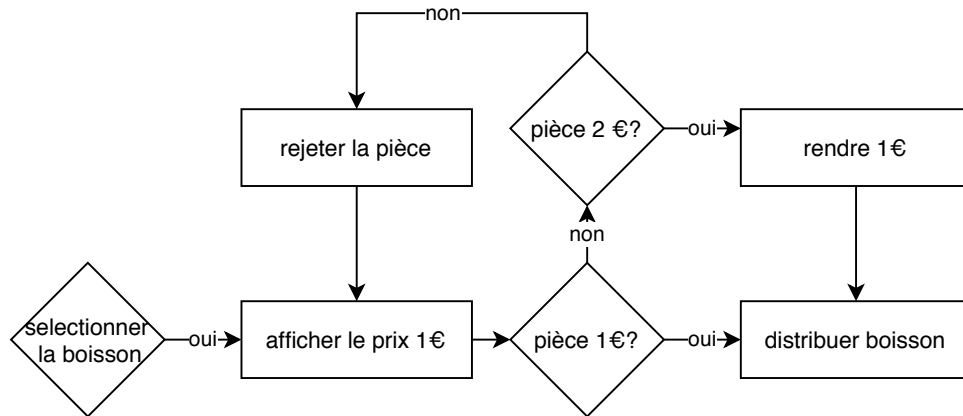 non
rejeter la pièce
pièce 2 €?
oui
rendre 1€
non
selectionner
la boisson
oui
afficher le prix 1€
pièce 1€?
oui
distribuer boisson